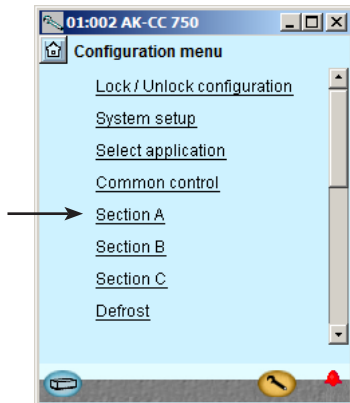 01:002 AK-CC 750
Configuration menu
Lock / Unlock configuration
System setup
Select application
Common control
Section A
Section B
Section C
Defrost